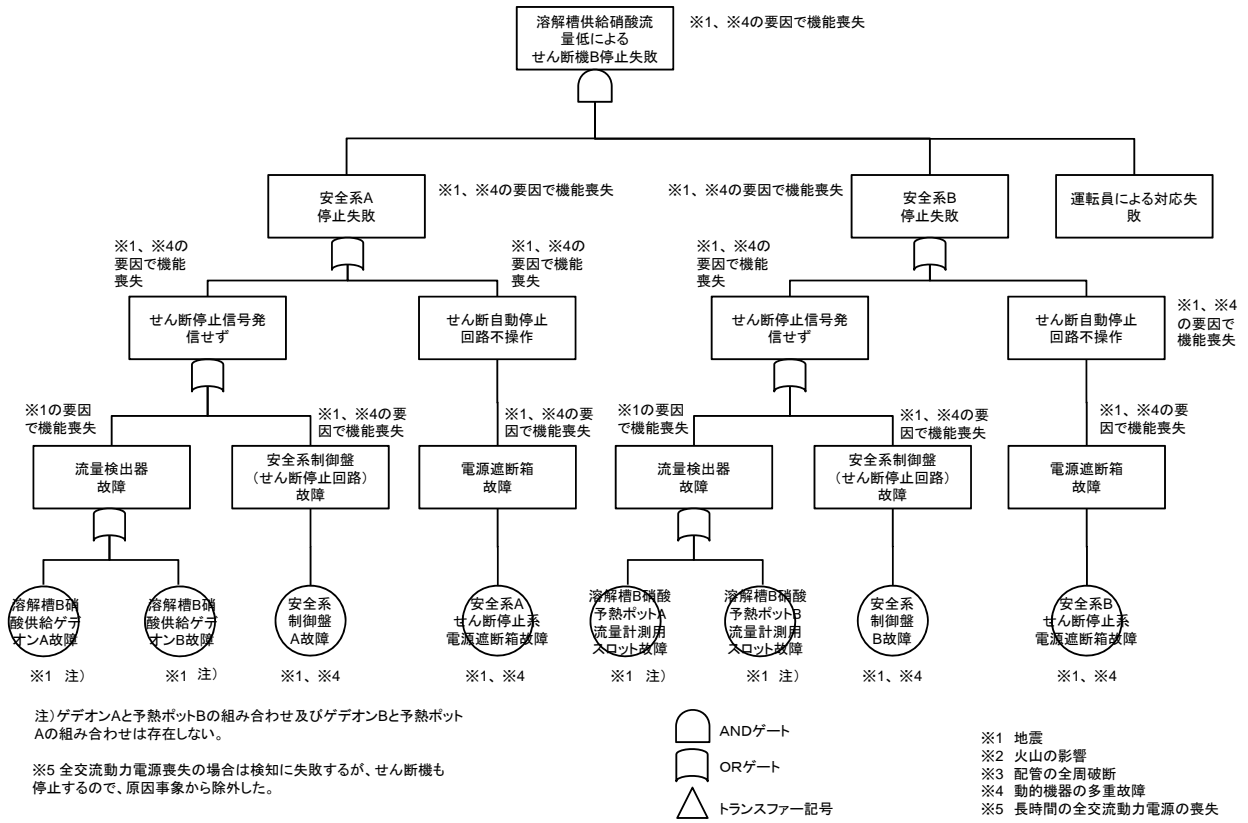 溶解槽供給硝酸流
量低による
せん断機B停止失敗
※1、※4の要因で機能喪失
安全系A
停止失敗
※1、※4の要因で機能喪失
※1、※4の要因で機能喪失
安全系B
停止失敗
運転員による対応失
敗
※1、※4の
要因で機能
喪失
※1、※4の
要因で機能
喪失
※1、※4の
要因で機能
喪失
せん断停止信号発
信せず
せん断自動停止
回路不操作
せん断停止信号発
信せず
せん断自動停止
回路不操作
※1、※4
の要因で
機能喪失
※1の要因
で機能喪失
※1、※4の要
因で機能喪失
※1、※4の要
因で機能喪失
※1の要因
で機能喪失
※1、※4の要
因で機能喪失
※1、※4の要
因で機能喪失
流量検出器
故障
安全系制御盤
（せん断停止回路）
故障
電源遮断箱
故障
流量検出器
故障
安全系制御盤
（せん断停止回路）
故障
電源遮断箱
故障
溶解槽B硝
酸供給ゲデ
オンA故障
溶解槽B硝
酸供給ゲデ
オンB故障
安全系
制御盤
A故障
安全系A
せん断停止系
電源遮断箱故障
溶解槽B硝酸
予熱ポットA
流量計測用
スロット故障
溶解槽B硝酸
予熱ポットB
流量計測用
スロット故障
安全系
制御盤
B故障
安全系B
せん断停止系
電源遮断箱故障
※1 注）
※1 注）
※1、※4
※1、※4
※1 注）
※1 注）
※1、※4
※1、※4
注）ゲデオンAと予熱ポットBの組み合わせ及びゲデオンBと予熱ポット
Aの組み合わせは存在しない。
※5 全交流動力電源喪失の場合は検知に失敗するが、せん断機も
停止するので、原因事象から除外した。
ANDゲート
ORゲート
トランスファー記号
※1 地震
※2 火山の影響
※3 配管の全周破断
※4 動的機器の多重故障
※5 長時間の全交流動力電源の喪失